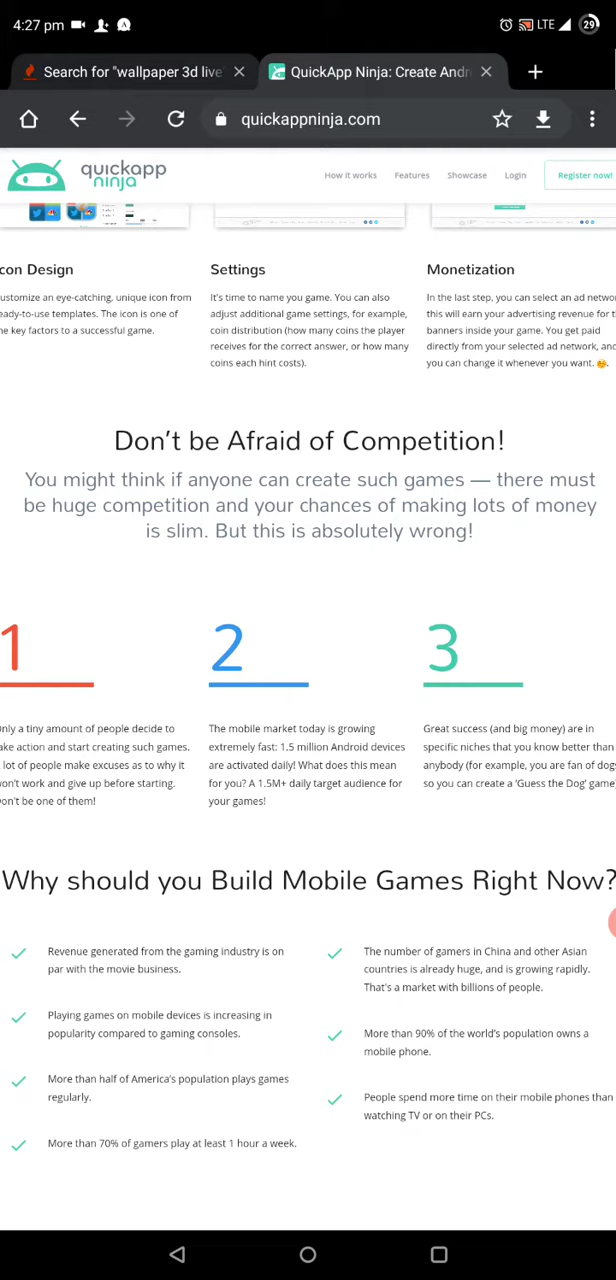 4:27 pm
LTE
29
Search for "wallpaper 3d live"
QuickApp Ninja: Create Andr
quickappninja.com
quickapp
ninja
How it works
Features
Showcase
Login
Register now!
con Design
Settings
Monetization
ustomize an eye-catching, unique icon from
eady-to-use templates. The icon is one of
he key factors to a successful game.
It's time to name you game. You can also
adjust additional game settings, for example,
coin distribution (how many coins the player
receives for the correct answer, or how many
coins each hint costs).
In the last step, you can select an ad netwo
this will earn your advertising revenue for t
banners inside your game. You get paid
directly from your selected ad network, and
you can change it whenever you want.
Don't be Afraid of Competition!
You might think if anyone can create such games — there must
be huge competition and your chances of making lots of money
is slim. But this is absolutely wrong!
1
2
3
Only a tiny amount of people decide to
ake action and start creating such games.
lot of people make excuses as to why it
won't work and give up before starting.
Don't be one of them!
The mobile market today is growing
extremely fast: 1.5 million Android devices
are activated daily! What does this mean
for you? A 1.5M+ daily target audience for
your games!
Great success (and big money) are in
specific niches that you know better than
anybody (for example, you are fan of dogs
so you can create a 'Guess the Dog' game
Why should you Build Mobile Games Right Now?
Revenue generated from the gaming industry is on
par with the movie business.
Playing games on mobile devices is increasing in
popularity compared to gaming consoles.
More than half of America's population plays games
regularly.
More than 70% of gamers play at least 1 hour a week.
The number of gamers in China and other Asian
countries is already huge, and is growing rapidly.
That's a market with billions of people.
More than 90% of the world's population owns a
mobile phone.
People spend more time on their mobile phones than
watching TV or on their PCs.